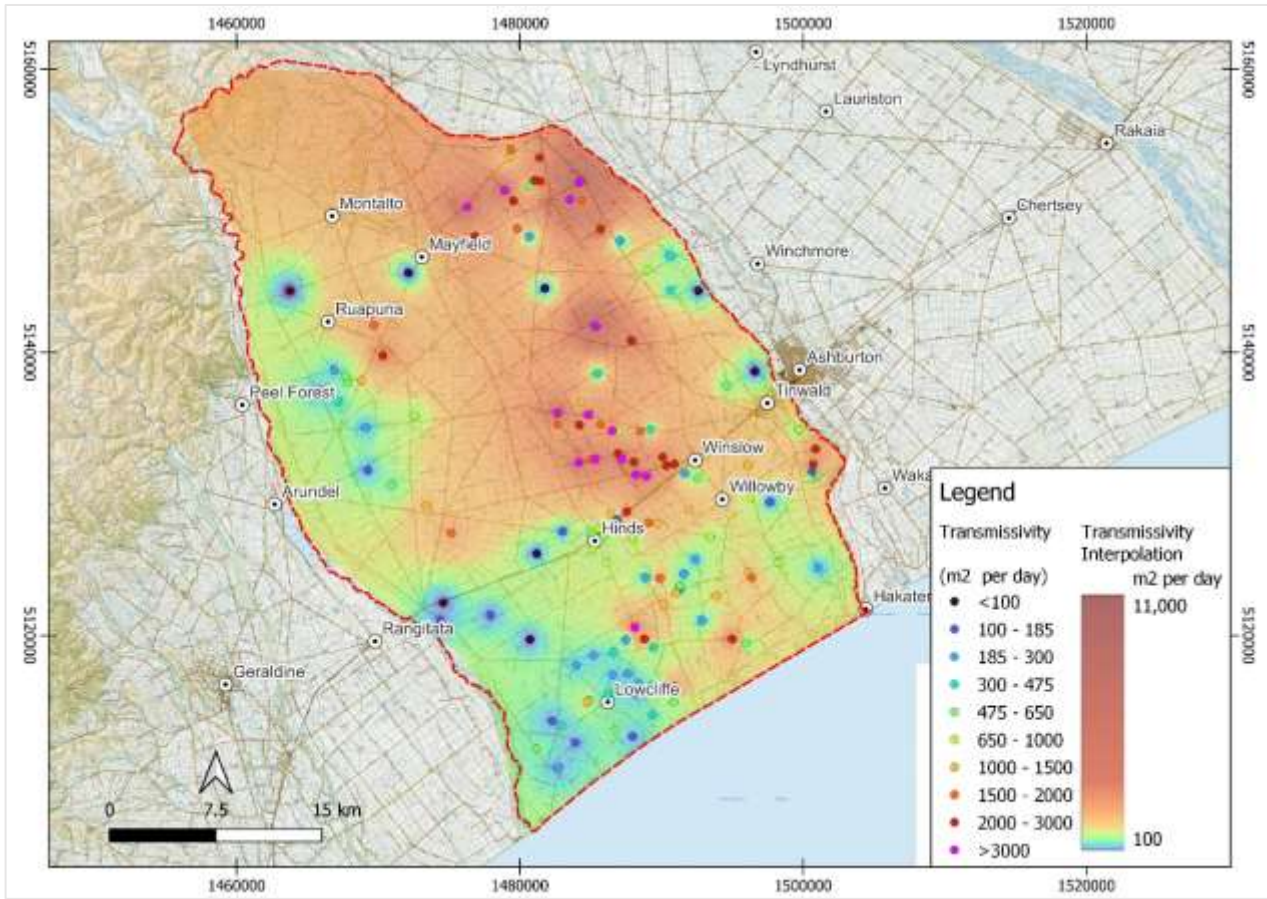 1460000 1480000 1500000 1520000
5160000 5160000
Lyndhurst
Lauriston
Rakaia
Montalto
Chertsey
Mayfield
Winchmore
Ruapuna
5140000 5140000
Ashburton
Peel Forest
Tinwald
Winslow
Waka
Arundel
Willowby
Hinds
Hakater
5120000 5120000
Rangitata
Geraldine
Lowcliffe
0 7.5 15 km
Legend
Transmissivity
(m2 per day)
<100
100 - 185
185 - 300
300 - 475
475 - 650
650 - 1000
1000 - 1500
1500 - 2000
2000 - 3000
>3000
Transmissivity
Interpolation
m2 per day
11,000
100
1460000 1480000 1500000 1520000